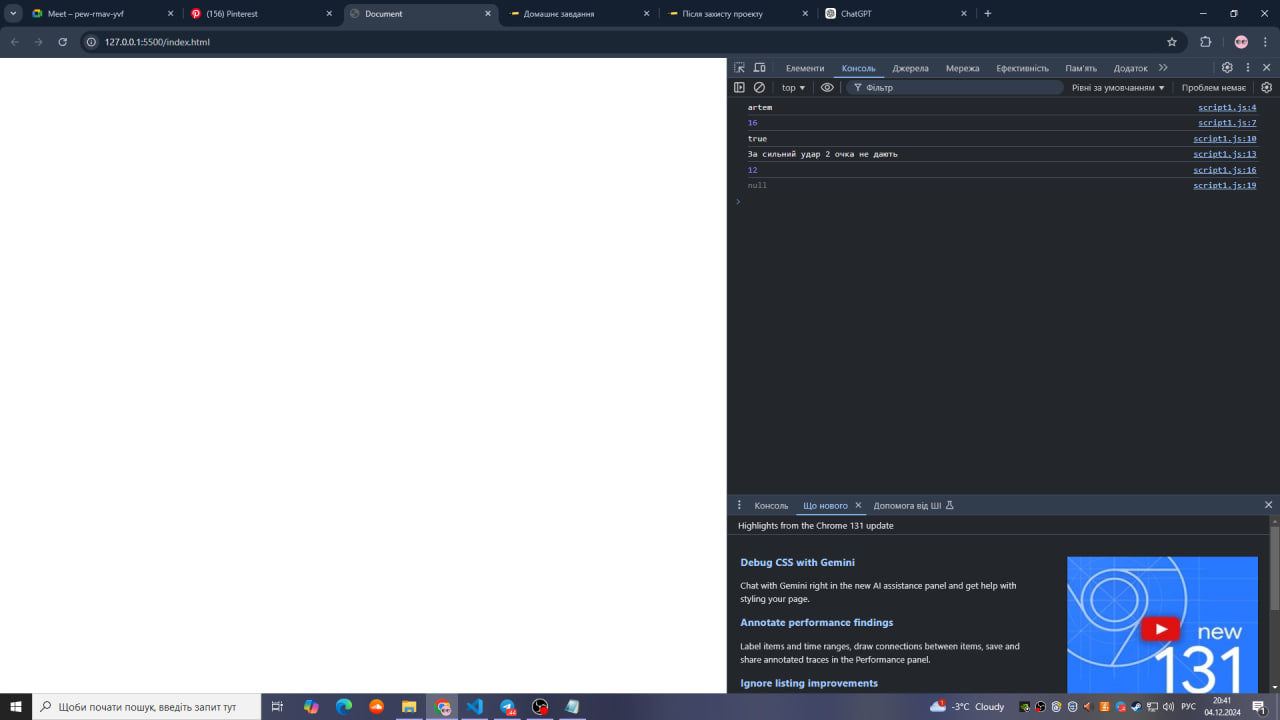 Meet – pew-rmav-yvf
(156) Pinterest
Document
Домашнє завдання
Після захисту проекту
ChatGPT
127.0.0.1:5500/index.html
Елементи
Консоль
Джерела
Мережа
Ефективність
Пам'ять
Додаток
top
Фільтр
Рівні за умовчанням
Проблем немає
artem script1.js:4
16 script1.js:7
true script1.js:10
За сильний удар 2 очка не дають script1.js:13
12 script1.js:16
null script1.js:19
Консоль
Що нового
Допомога від ШІ
Highlights from the Chrome 131 update
Debug CSS with Gemini
Chat with Gemini right in the new AI assistance panel and get help with
styling your page.
Annotate performance findings
Label items and time ranges, draw connections between items, save and
share annotated traces in the Performance panel.
Ignore listing improvements
new
131
Щоби почати пошук, введіть запит тут
-3°C Cloudy
РУС
20:41
04.12.2024